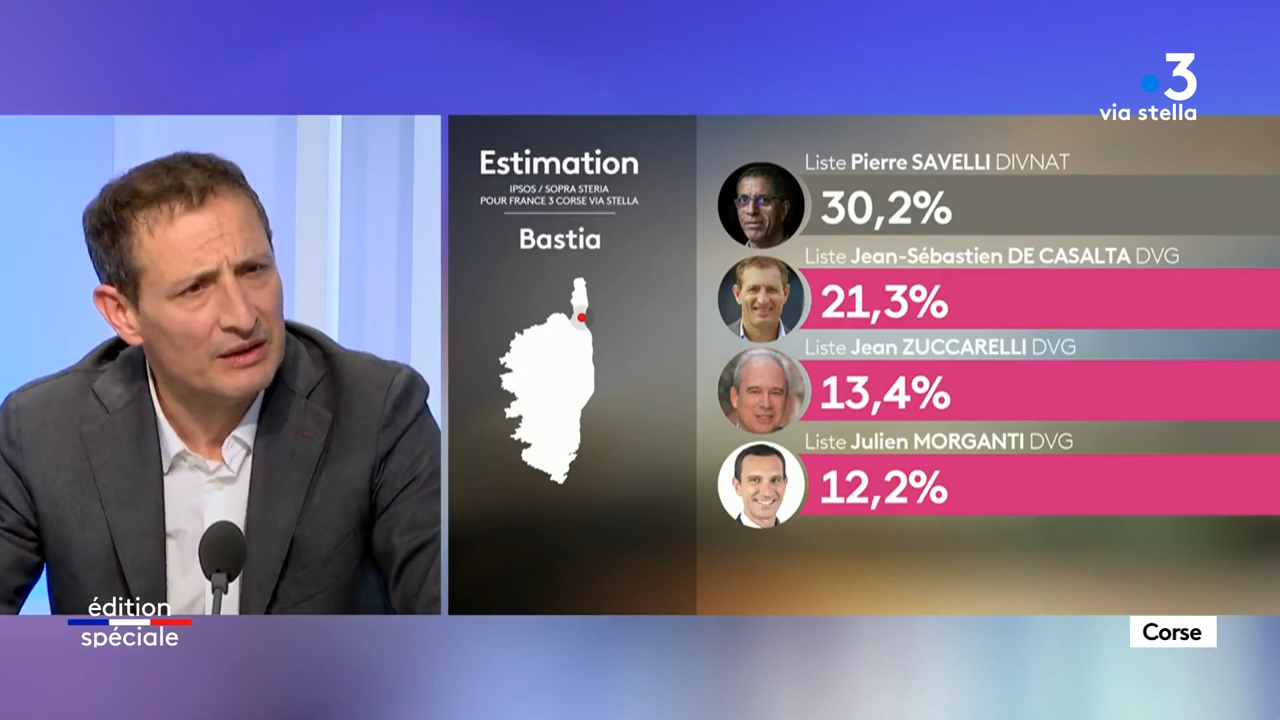 3
via stella
Estimation
IPSOS / SOPRA STERIA
POUR FRANCE 3 CORSE VIA STELLA
Bastia
Liste Pierre SAVELLI DIVNAT
30,2%
Liste Jean-Sébastien DE CASALTA DVG
21,3%
Liste Jean ZUCCARELLI DVG
13,4%
Liste Julien MORGANTI DVG
12,2%
édition
spéciale
Corse